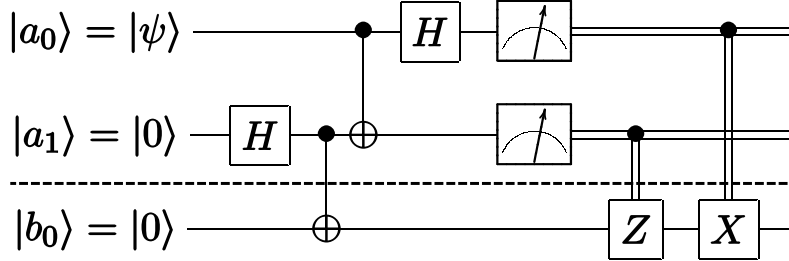 |a₀⟩ = |ψ⟩ H
|a₁⟩ = |0⟩ H
|b₀⟩ = |0⟩ Z X